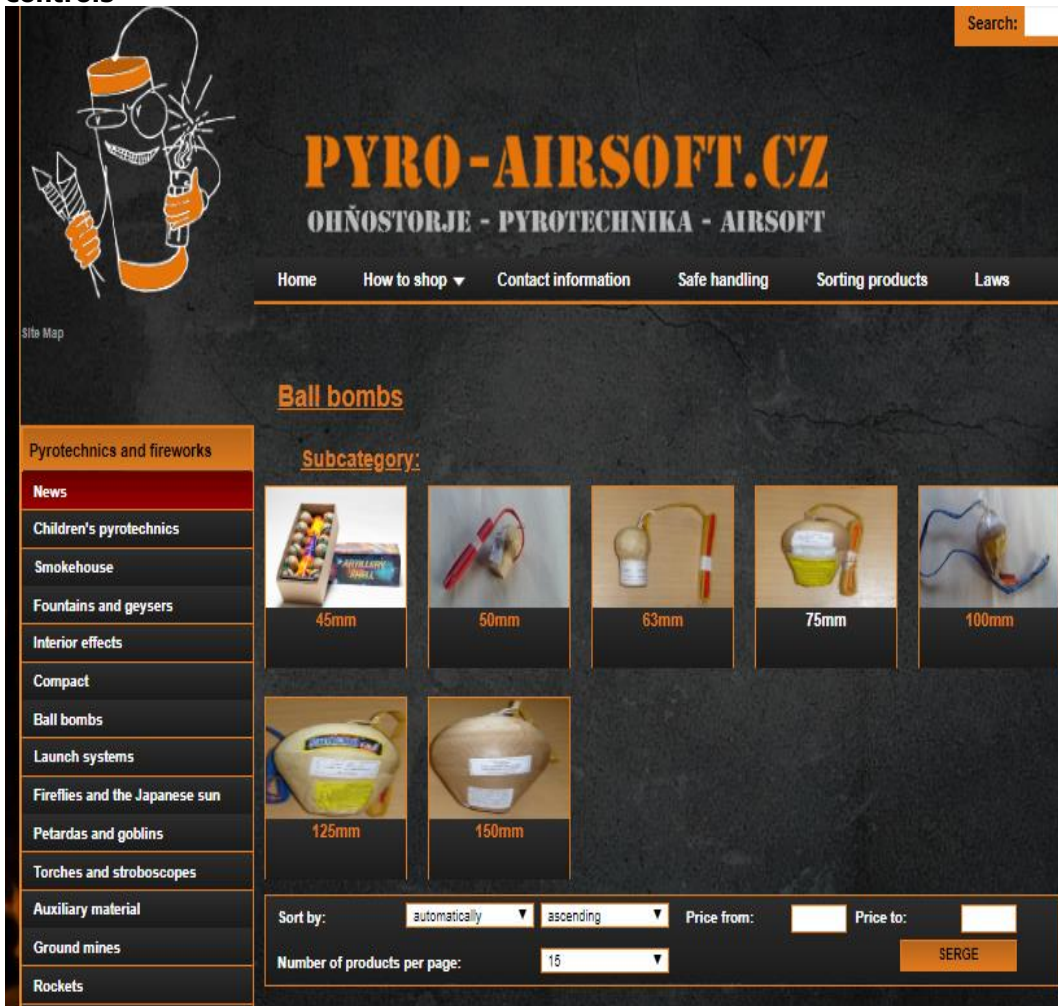 controls
Search:
PYRO-AIRSOFT.CZ
OHŇOSTORJE - PYROTECHNIKA - AIRSOFT
Home How to shop ▼ Contact information Safe handling Sorting products Laws
Site Map
Ball bombs
Subcategory:
Pyrotechnics and fireworks
News
Children's pyrotechnics
Smokehouse
Fountains and geysers
Interior effects
Compact
Ball bombs
Launch systems
Fireflies and the Japanese sun
Petardas and goblins
Torches and stroboscopes
Auxiliary material
Ground mines
Rockets
ARTILLERY
SHELL
45mm 50mm 63mm 75mm 100mm
125mm 150mm
Sort by: automatically ▼ ascending ▼ Price from: Price to:
Number of products per page: 15 ▼ SERGE